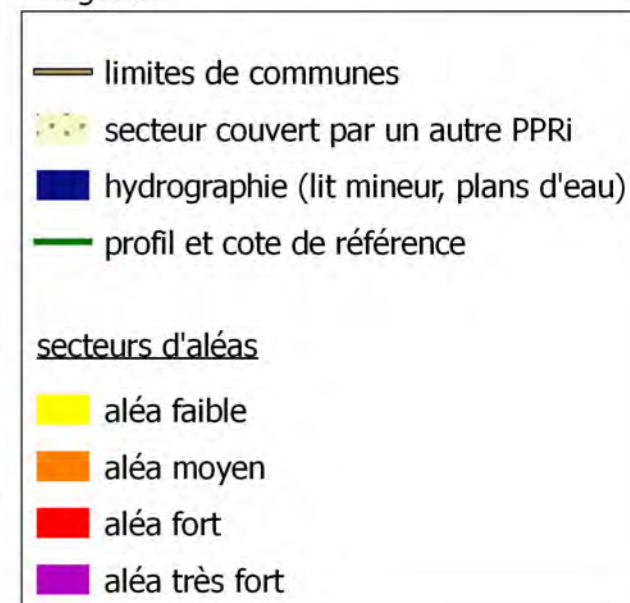 limites de communes
secteur couvert par un autre PPRi
hydrographie (lit mineur, plans d'eau)
profil et cote de référence
secteurs d'aléas
aléa faible
aléa moyen
aléa fort
aléa très fort